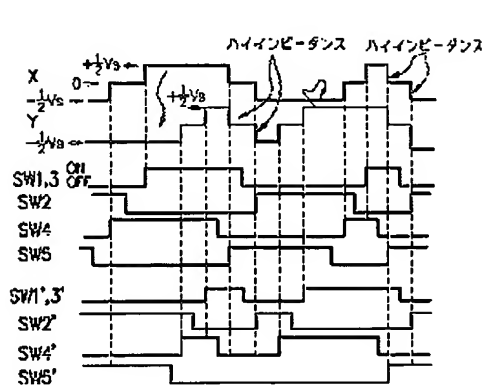 ハイインピーダンス ハイインピーダンス
+½Vs
X 0
-½Vs
+½Vs
Y
-½Vs
SW1,3 ON OFF
SW2
SW4
SW5
SW1',3'
SW2'
SW4'
SW5'